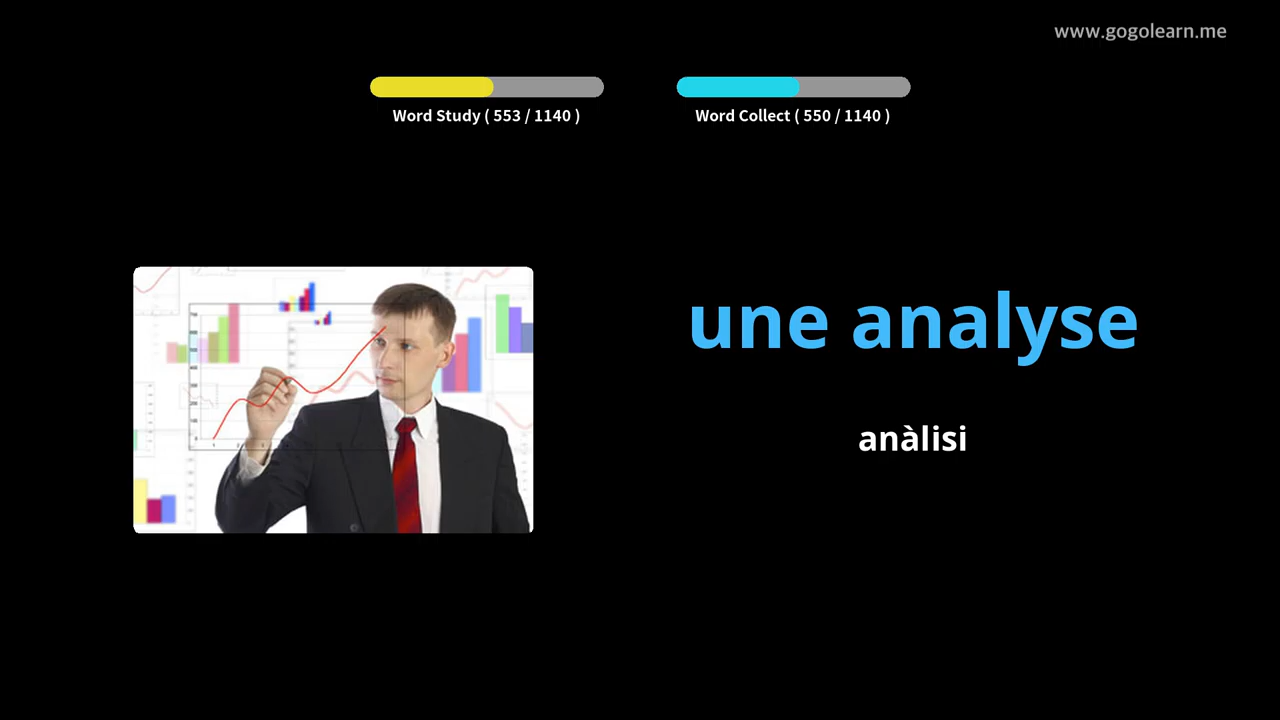 www.gogolearn.me
Word Study ( 553 / 1140 )
Word Collect ( 550 / 1140 )
une analyse
anàlisi